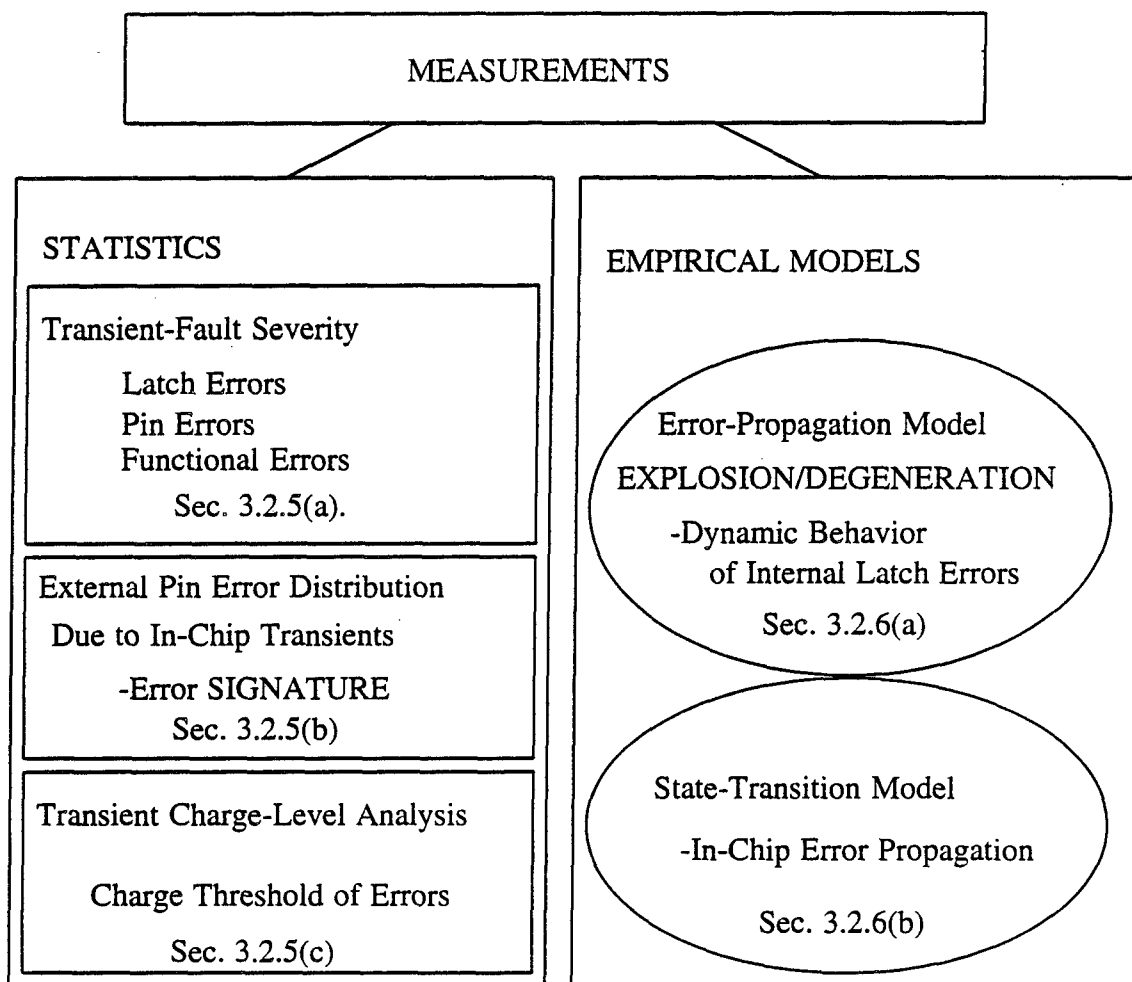 MEASUREMENTS
STATISTICS
Transient-Fault Severity
Latch Errors
Pin Errors
Functional Errors
Sec. 3.2.5(a).
External Pin Error Distribution
Due to In-Chip Transients
-Error SIGNATURE
Sec. 3.2.5(b)
Transient Charge-Level Analysis
Charge Threshold of Errors
Sec. 3.2.5(c)
EMPIRICAL MODELS
Error-Propagation Model
EXPLOSION/DEGENERATION
-Dynamic Behavior
of Internal Latch Errors
Sec. 3.2.6(a)
State-Transition Model
-In-Chip Error Propagation
Sec. 3.2.6(b)